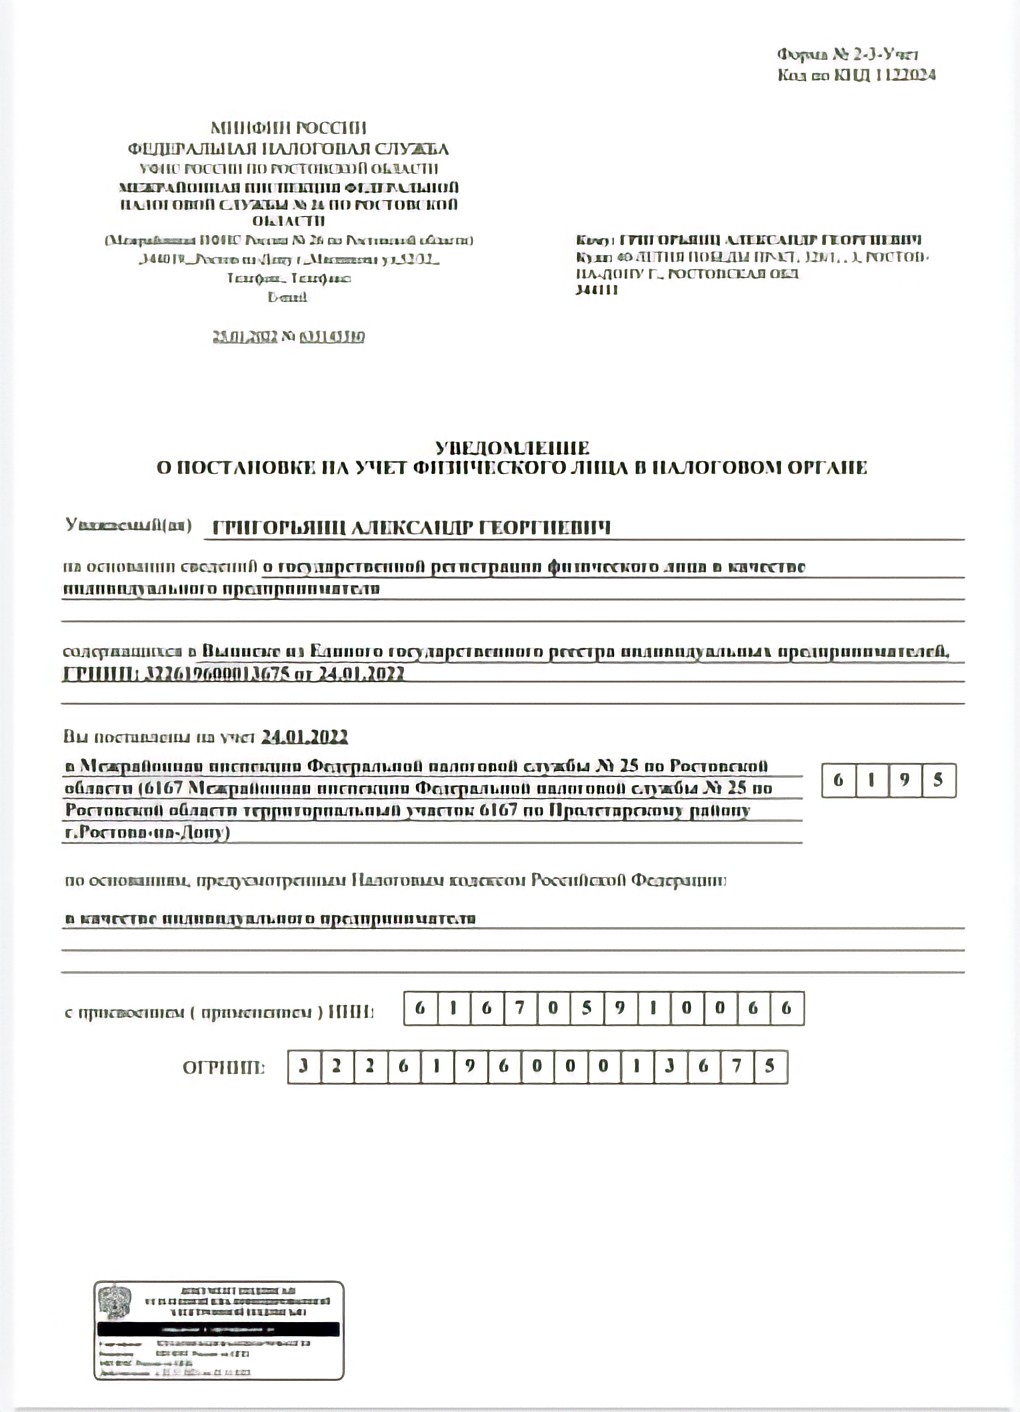 Форма № 2-3-Учет
Код по КНД 1122024
МИНФИН РОССИИ
ФЕДЕРАЛЬНАЯ НАЛОГОВАЯ СЛУЖБА
УФНС РОССИИ ПО РОСТОВСКОЙ ОБЛАСТИ
МЕЖРАЙОННАЯ ИНСПЕКЦИЯ ФЕДЕРАЛЬНОЙ
НАЛОГОВОЙ СЛУЖБЫ № 26 ПО РОСТОВСКОЙ
ОБЛАСТИ
(Межрайонная ИФНС России № 26 по Ростовской области)
344019, Ростов-на-Дону г,
Телефон: Телефакс:
E-mail
25.01.2022 №
Кому: ГРИГОРЬЯНЦ АЛЕКСАНДР ГЕОРГИЕВИЧ
Куда: 40-ЛЕТИЯ ПОБЕДЫ ПР-КТ, РОСТОВ-
НА-ДОНУ Г., РОСТОВСКАЯ ОБЛ
344111
УВЕДОМЛЕНИЕ
О ПОСТАНОВКЕ НА УЧЕТ ФИЗИЧЕСКОГО ЛИЦА В НАЛОГОВОМ ОРГАНЕ
Уважаемый(ая) ГРИГОРЬЯНЦ АЛЕКСАНДР ГЕОРГИЕВИЧ
на основании сведений о государственной регистрации физического лица в качестве
индивидуального предпринимателя
содержащихся в Выписке из Единого государственного реестра индивидуальных предпринимателей,
ГРНИП: 322619600013675 от 24.01.2022
Вы поставлены на учет 24.01.2022
в Межрайонная инспекция Федеральной налоговой службы № 25 по Ростовской
области (6167 Межрайонная инспекция Федеральной налоговой службы № 25 по
Ростовской области территориальный участок 6167 по Пролетарскому району
г.Ростова-на-Дону)
6 1 9 5
по основаниям, предусмотренным Налоговым кодексом Российской Федерации:
в качестве индивидуального предпринимателя
с присвоением ( применением ) ИНН: 6 1 6 7 0 5 9 1 0 0 6 6
ОГРНИП: 3 2 2 6 1 9 6 0 0 0 1 3 6 7 5
ДОКУМЕНТ ПОДПИСАН
УСИЛЕННОЙ КВАЛИФИЦИРОВАННОЙ
ЭЛЕКТРОННОЙ ПОДПИСЬЮ